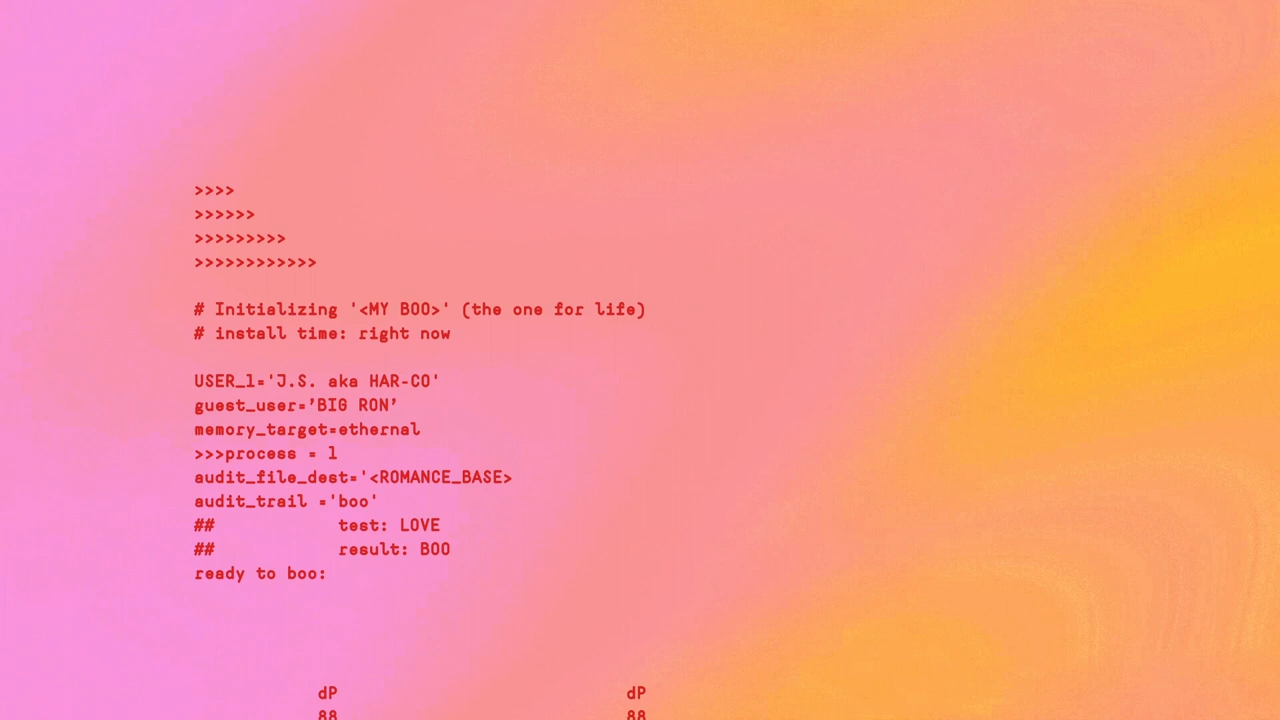 >>>>
>>>>>>
>>>>>>>>>
>>>>>>>>>>>>
# Initializing '<MY BOO>' (the one for life)
# install time: right now
USER_1='J.S. aka HAR-CO'
guest_user=’BIG RON’
memory_target=ethernal
>>>process = 1
audit_file_dest='<ROMANCE_BASE>
audit_trail ='boo'
##            test: LOVE
##            result: BOO
ready to boo:
dP                            dP
88                            88